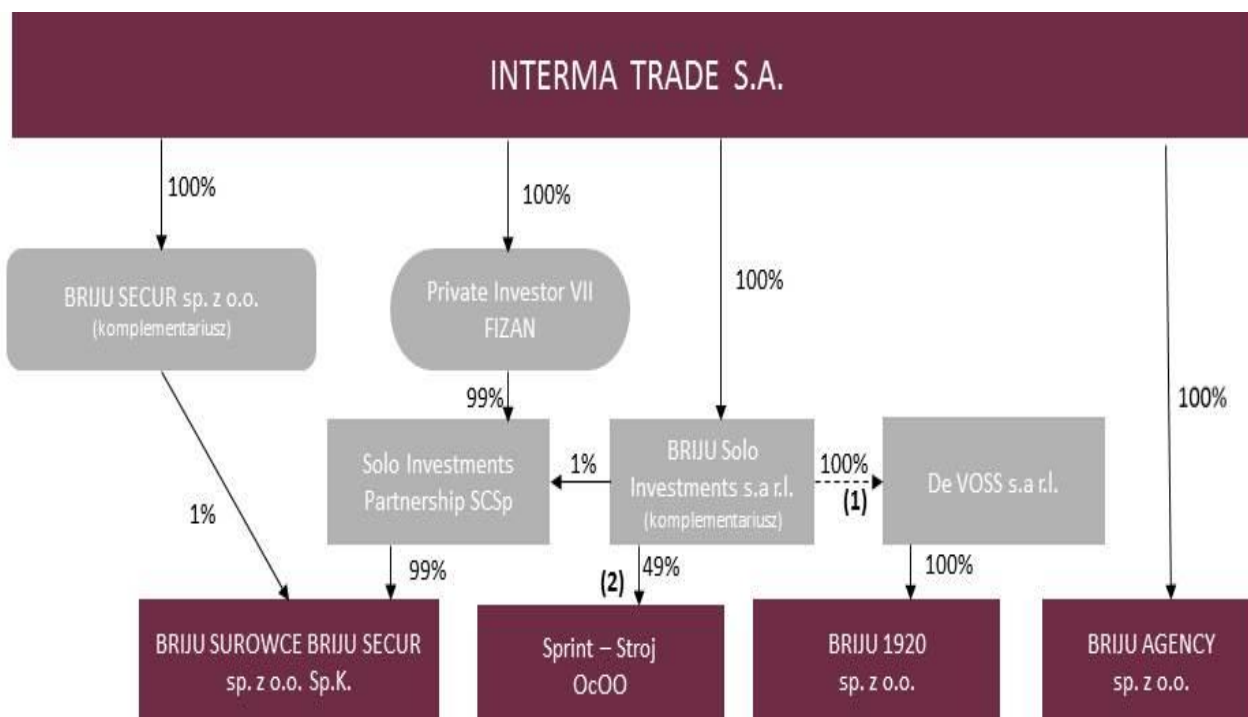 INTERMA TRADE S.A.
100%
100%
100%
100%
BRIJU SECUR sp. z o.o.
(komplementariusz)
Private Investor VII
FIZAN
99%
1%
Solo Investments
Partnership SCSp
1%
BRIJU Solo
Investments s.a r.l.
(komplementariusz)
100%
(1)
De VOSS s.a r.l.
99%
(2)
49%
100%
BRIJU SUROWCE BRIJU SECUR
sp. z o.o. Sp.K.
Sprint – Stroj
OcOO
BRIJU 1920
sp. z o.o.
BRIJU AGENCY
sp. z o.o.